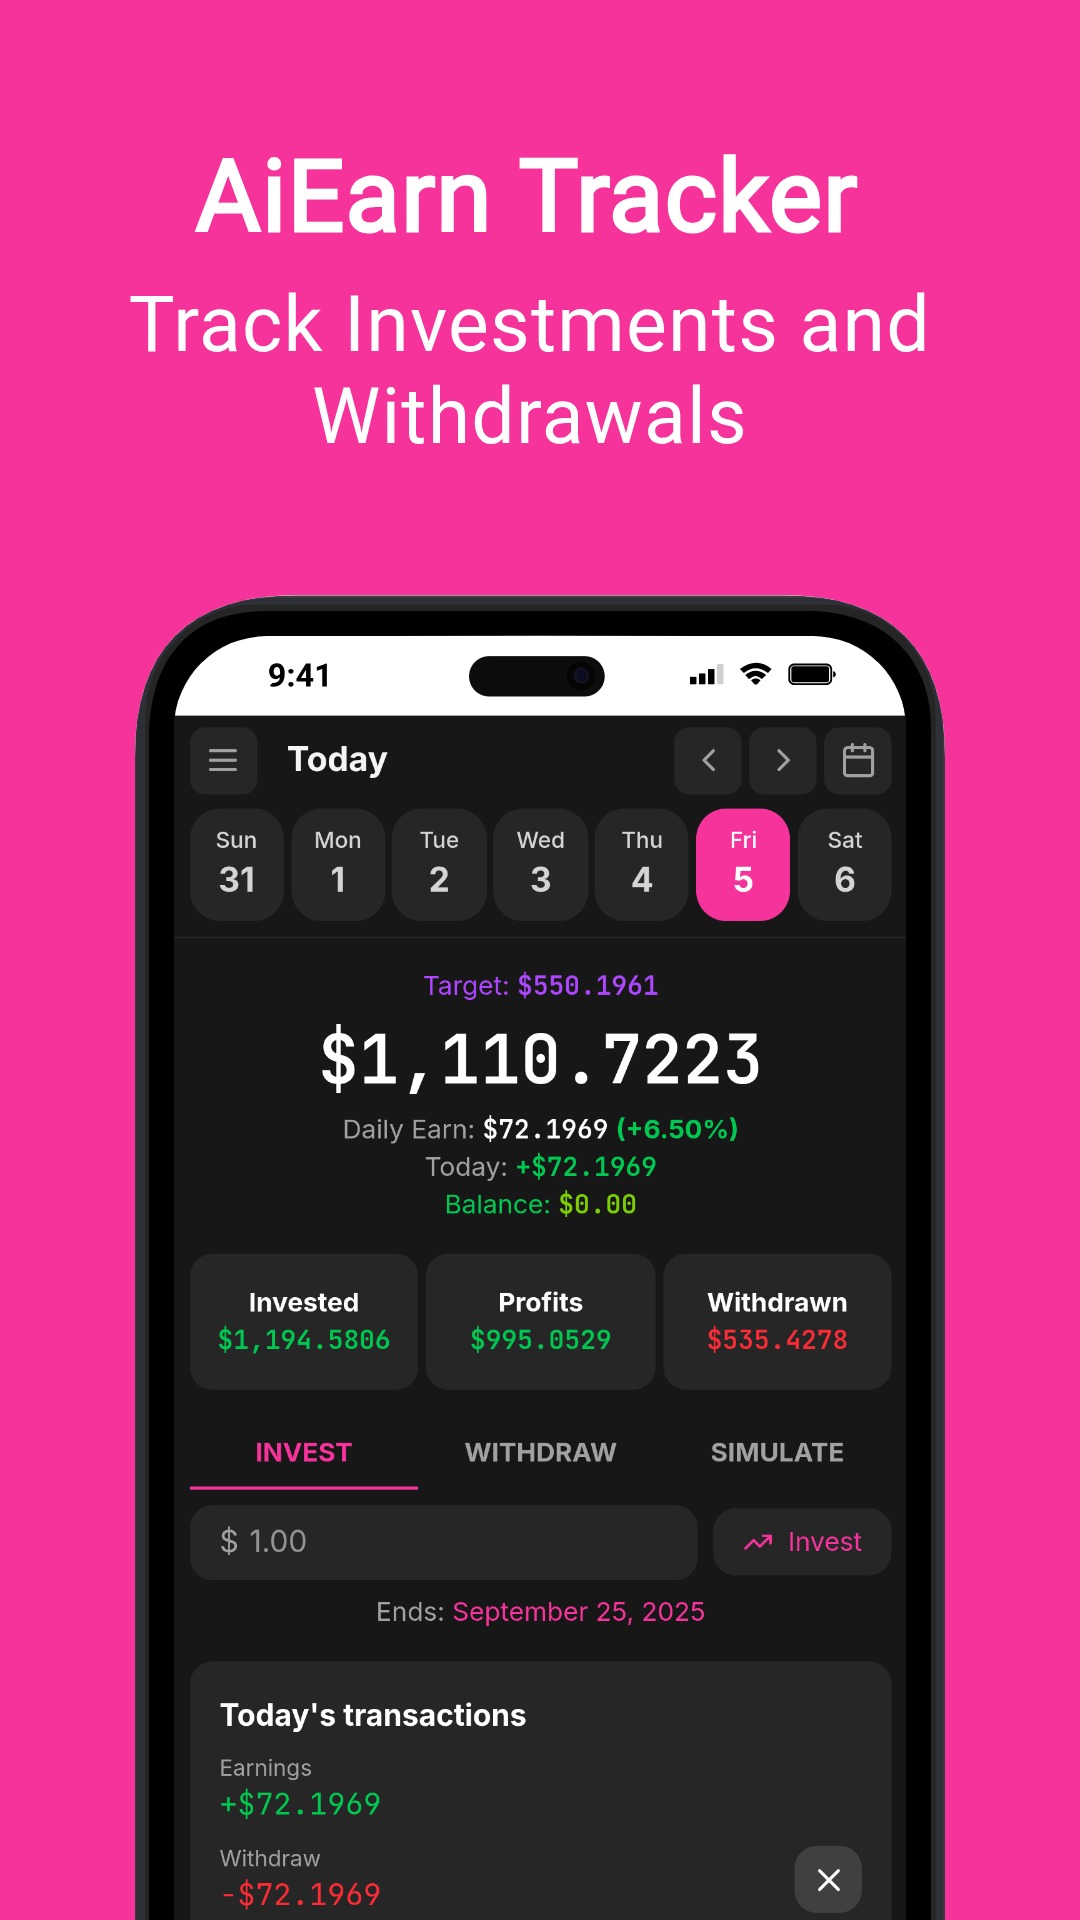 AiEarn Tracker
Track Investments and
Withdrawals
9:41
Today
Sun Mon Tue Wed Thu Fri Sat
31 1 2 3 4 5 6
Target: $550.1961
$1,110.7223
Daily Earn: $72.1969 (+6.50%)
Today: +$72.1969
Balance: $0.00
Invested Profits Withdrawn
$1,194.5806 $995.0529 $535.4278
INVEST WITHDRAW SIMULATE
$ 1.00 Invest
Ends: September 25, 2025
Today's transactions
Earnings
+$72.1969
Withdraw
-$72.1969